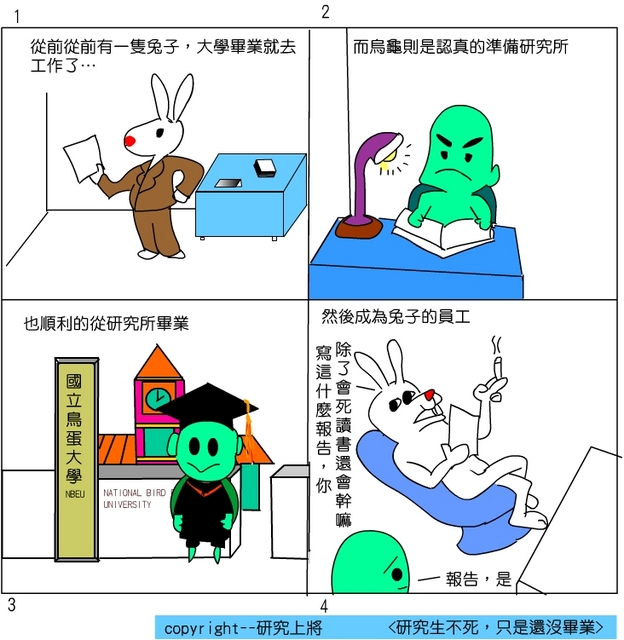 1
2
從前從前有一隻兔子，大學畢業就去
工作了…
而烏龜則是認真的準備研究所
也順利的從研究所畢業
國立鳥蛋大學
NBEU
NATIONAL BIRD
UNIVERSITY
然後成為兔子的員工
除了會死讀書還會幹嘛
寫這什麼報告，你
報告，是
3
4
copyright--研究上將
<研究生不死，只是還沒畢業>